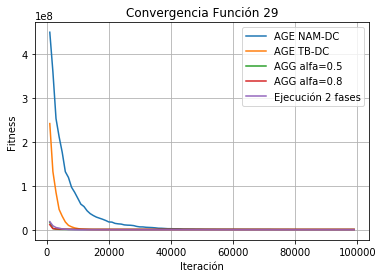 Convergencia Función 29
1e8
AGE NAM-DC
AGE TB-DC
AGG alfa=0.5
AGG alfa=0.8
Ejecución 2 fases
Fitness
4
3
2
1
0
0 20000 40000 60000 80000 100000
Iteración